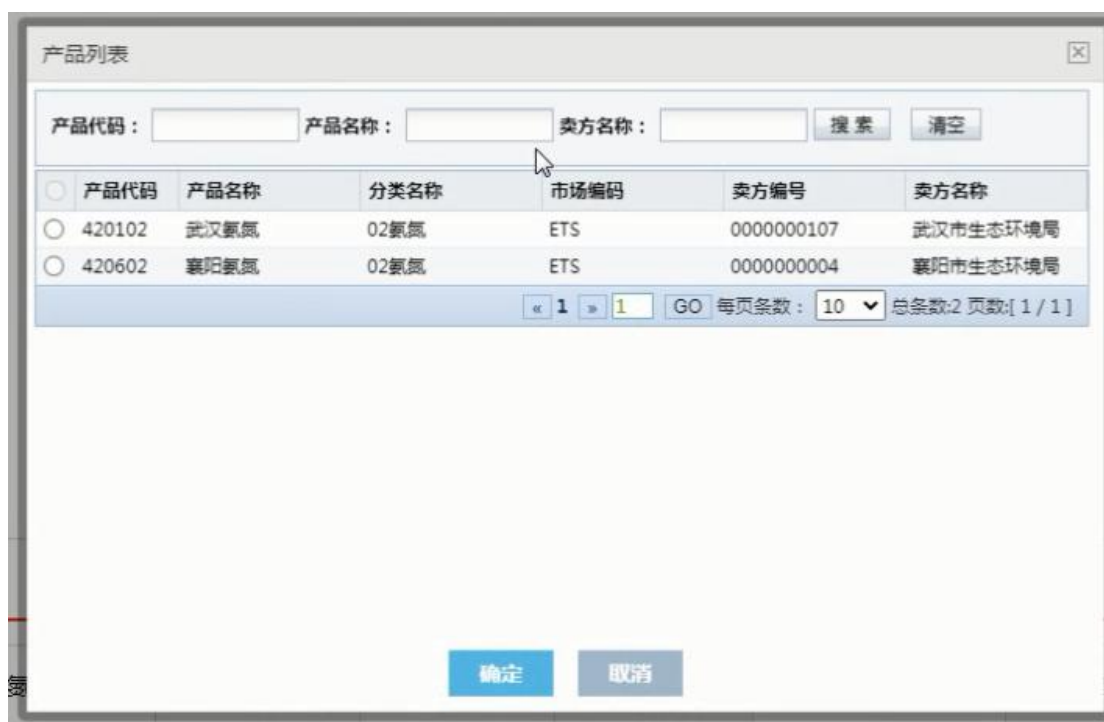 产品列表
产品代码： 产品名称： 卖方名称： 搜索 清空
产品代码 产品名称 分类名称 市场编码 卖方编号 卖方名称
420102 武汉氨氮 02氨氮 ETS 0000000107 武汉市生态环境局
420602 襄阳氨氮 02氨氮 ETS 0000000004 襄阳市生态环境局
« 1 » 1 GO 每页条数： 10 总条数:2 页数:[ 1 / 1 ]
确定 取消